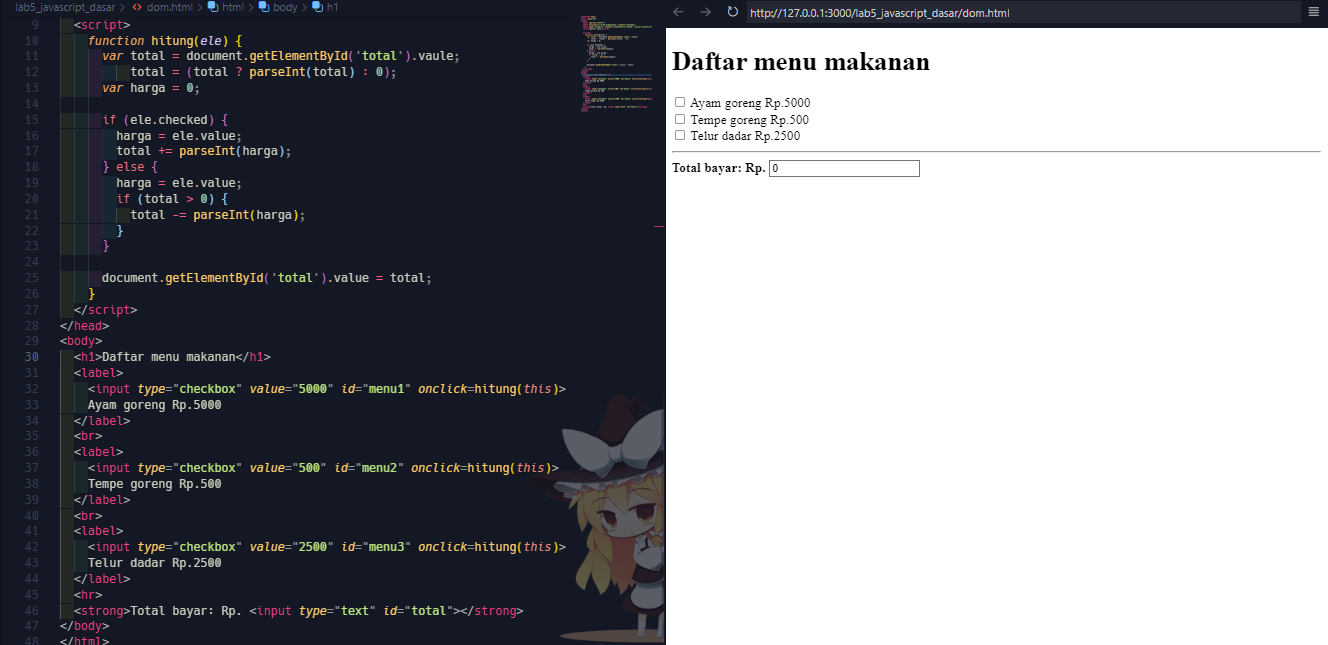 lab5_javascript_dasar > dom.html > html > body > h1
9 <script>
10 function hitung(ele) {
11 var total = document.getElementById('total').vaule;
12 total = (total ? parseInt(total) : 0);
13 var harga = 0;
14
15 if (ele.checked) {
16 harga = ele.value;
17 total += parseInt(harga);
18 } else {
19 harga = ele.value;
20 if (total > 0) {
21 total -= parseInt(harga);
22 }
23 }
24
25 document.getElementById('total').value = total;
26 }
27 </script>
28 </head>
29 <body>
30 <h1>Daftar menu makanan</h1>
31 <label>
32 <input type="checkbox" value="5000" id="menu1" onclick=hitung(this)>
33 Ayam goreng Rp.5000
34 </label>
35 <br>
36 <label>
37 <input type="checkbox" value="500" id="menu2" onclick=hitung(this)>
38 Tempe goreng Rp.500
39 </label>
40 <br>
41 <label>
42 <input type="checkbox" value="2500" id="menu3" onclick=hitung(this)>
43 Telur dadar Rp.2500
44 </label>
45 <hr>
46 <strong>Total bayar: Rp. <input type="text" id="total"></strong>
47 </body>
48 </html>
http://127.0.0.1:3000/lab5_javascript_dasar/dom.html
Daftar menu makanan
Ayam goreng Rp.5000
Tempe goreng Rp.500
Telur dadar Rp.2500
Total bayar: Rp. 0